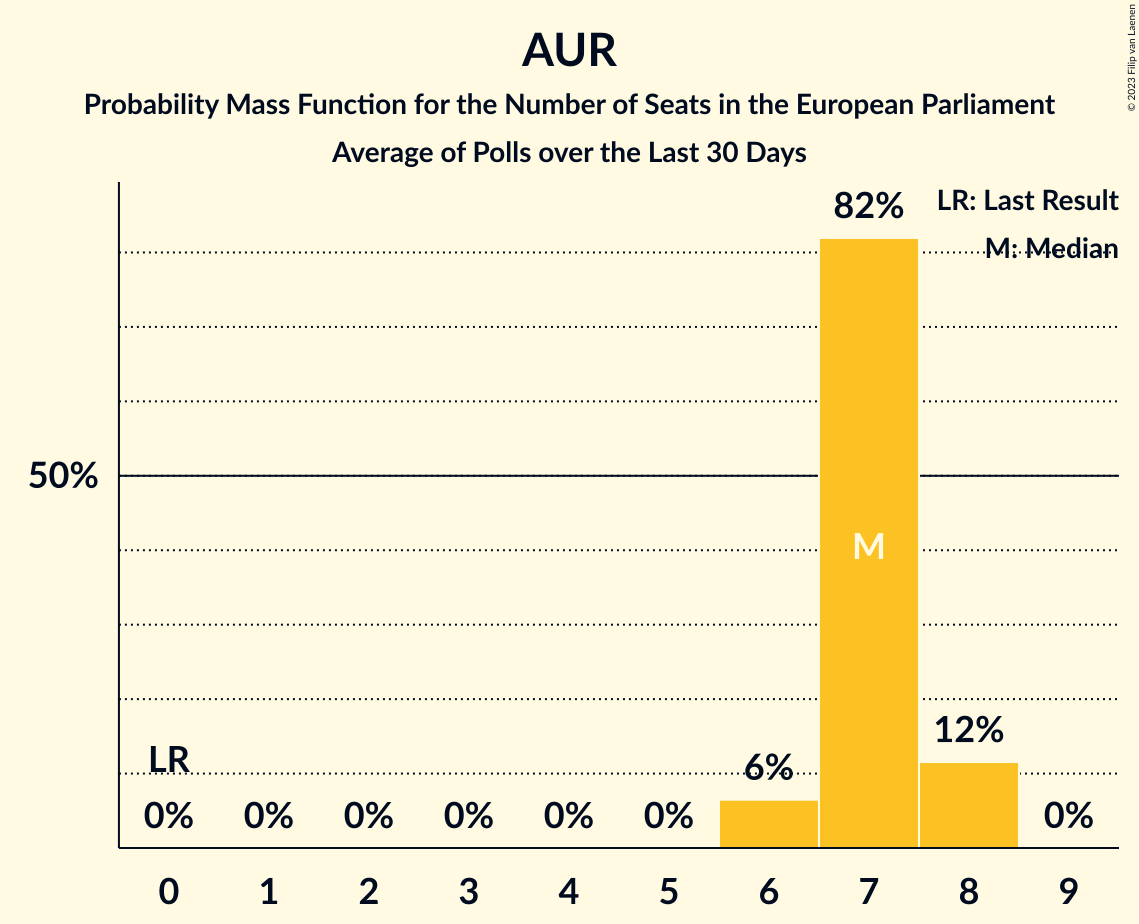 AUR
Probability Mass Function for the Number of Seats in the European Parliament
Average of Polls over the Last 30 Days
© 2023 Filip van Laenen
LR: Last Result
M: Median
82%
50%
M
LR
12%
6%
0% 0% 0% 0% 0% 0% 0%
0 1 2 3 4 5 6 7 8 9